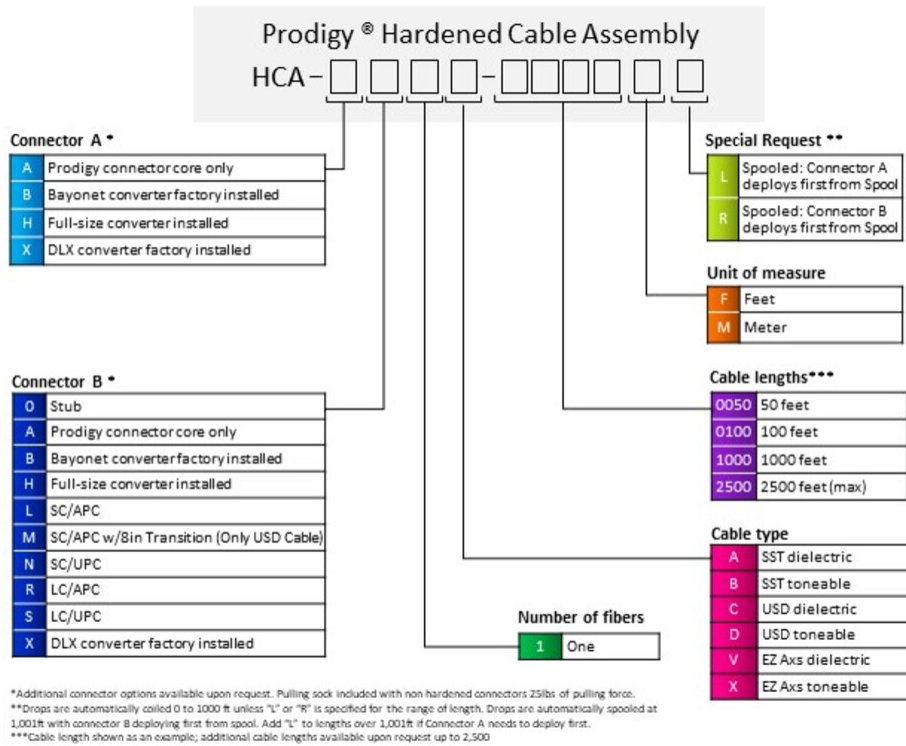 Prodigy ® Hardened Cable Assembly
HCA – –
Connector A *
A Prodigy connector core only
B Bayonet converter factory installed
H Full-size converter installed
X DLX converter factory installed
Special Request **
L Spooled: Connector A
deploys first from Spool
R Spooled: Connector B
deploys first from Spool
Unit of measure
F Feet
M Meter
Connector B *
0 Stub
A Prodigy connector core only
B Bayonet converter factory installed
H Full-size converter installed
L SC/APC
M SC/APC w/8in Transition (Only USD Cable)
N SC/UPC
R LC/APC
S LC/UPC
X DLX converter factory installed
Cable lengths***
0050 50 feet
0100 100 feet
1000 1000 feet
2500 2500 feet (max)
Cable type
A SST dielectric
B SST toneable
C USD dielectric
D USD toneable
V EZ Axs dielectric
X EZ Axs toneable
Number of fibers
1 One
*Additional connector options available upon request. Pulling sock included with non hardened connectors 25lbs of pulling force.
**Drops are automatically coiled 0 to 1000 ft unless "L" or "R" is specified for the range of length. Drops are automatically spooled at
1,001ft with connector B deploying first from spool. Add "L" to lengths over 1,001ft if Connector A needs to deploy first.
***Cable length shown as an example; additional cable lengths available upon request up to 2,500